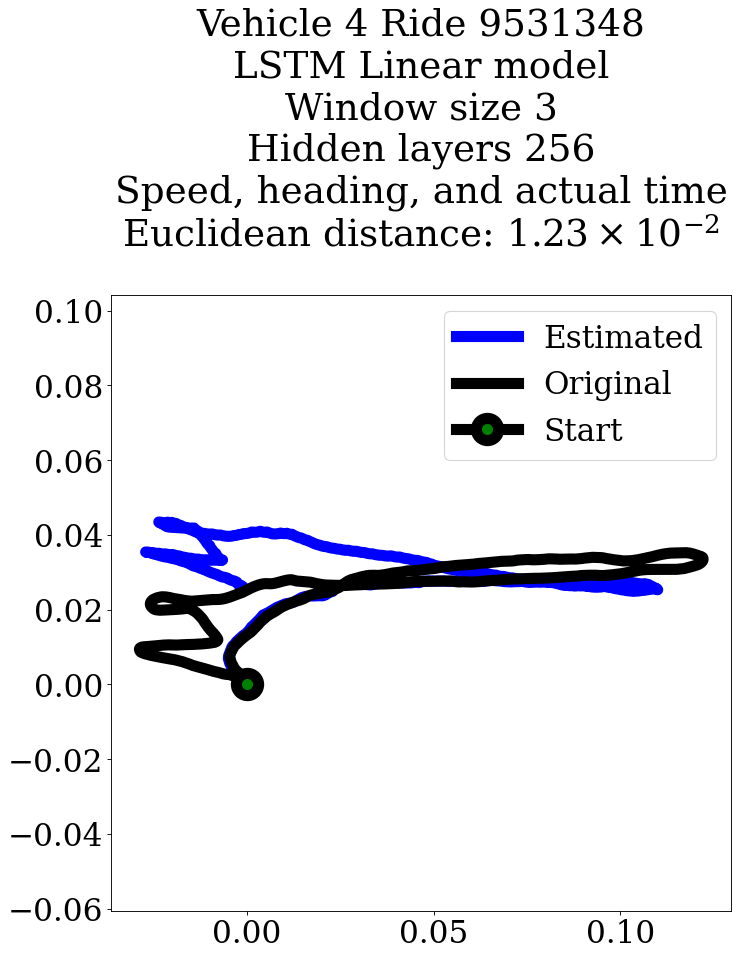 Vehicle 4 Ride 9531348
LSTM Linear model
Window size 3
Hidden layers 256
Speed, heading, and actual time
Euclidean distance: 1.23 × 10⁻²
Estimated
Original
Start
0.10
0.08
0.06
0.04
0.02
0.00
−0.02
−0.04
−0.06
0.00 0.05 0.10